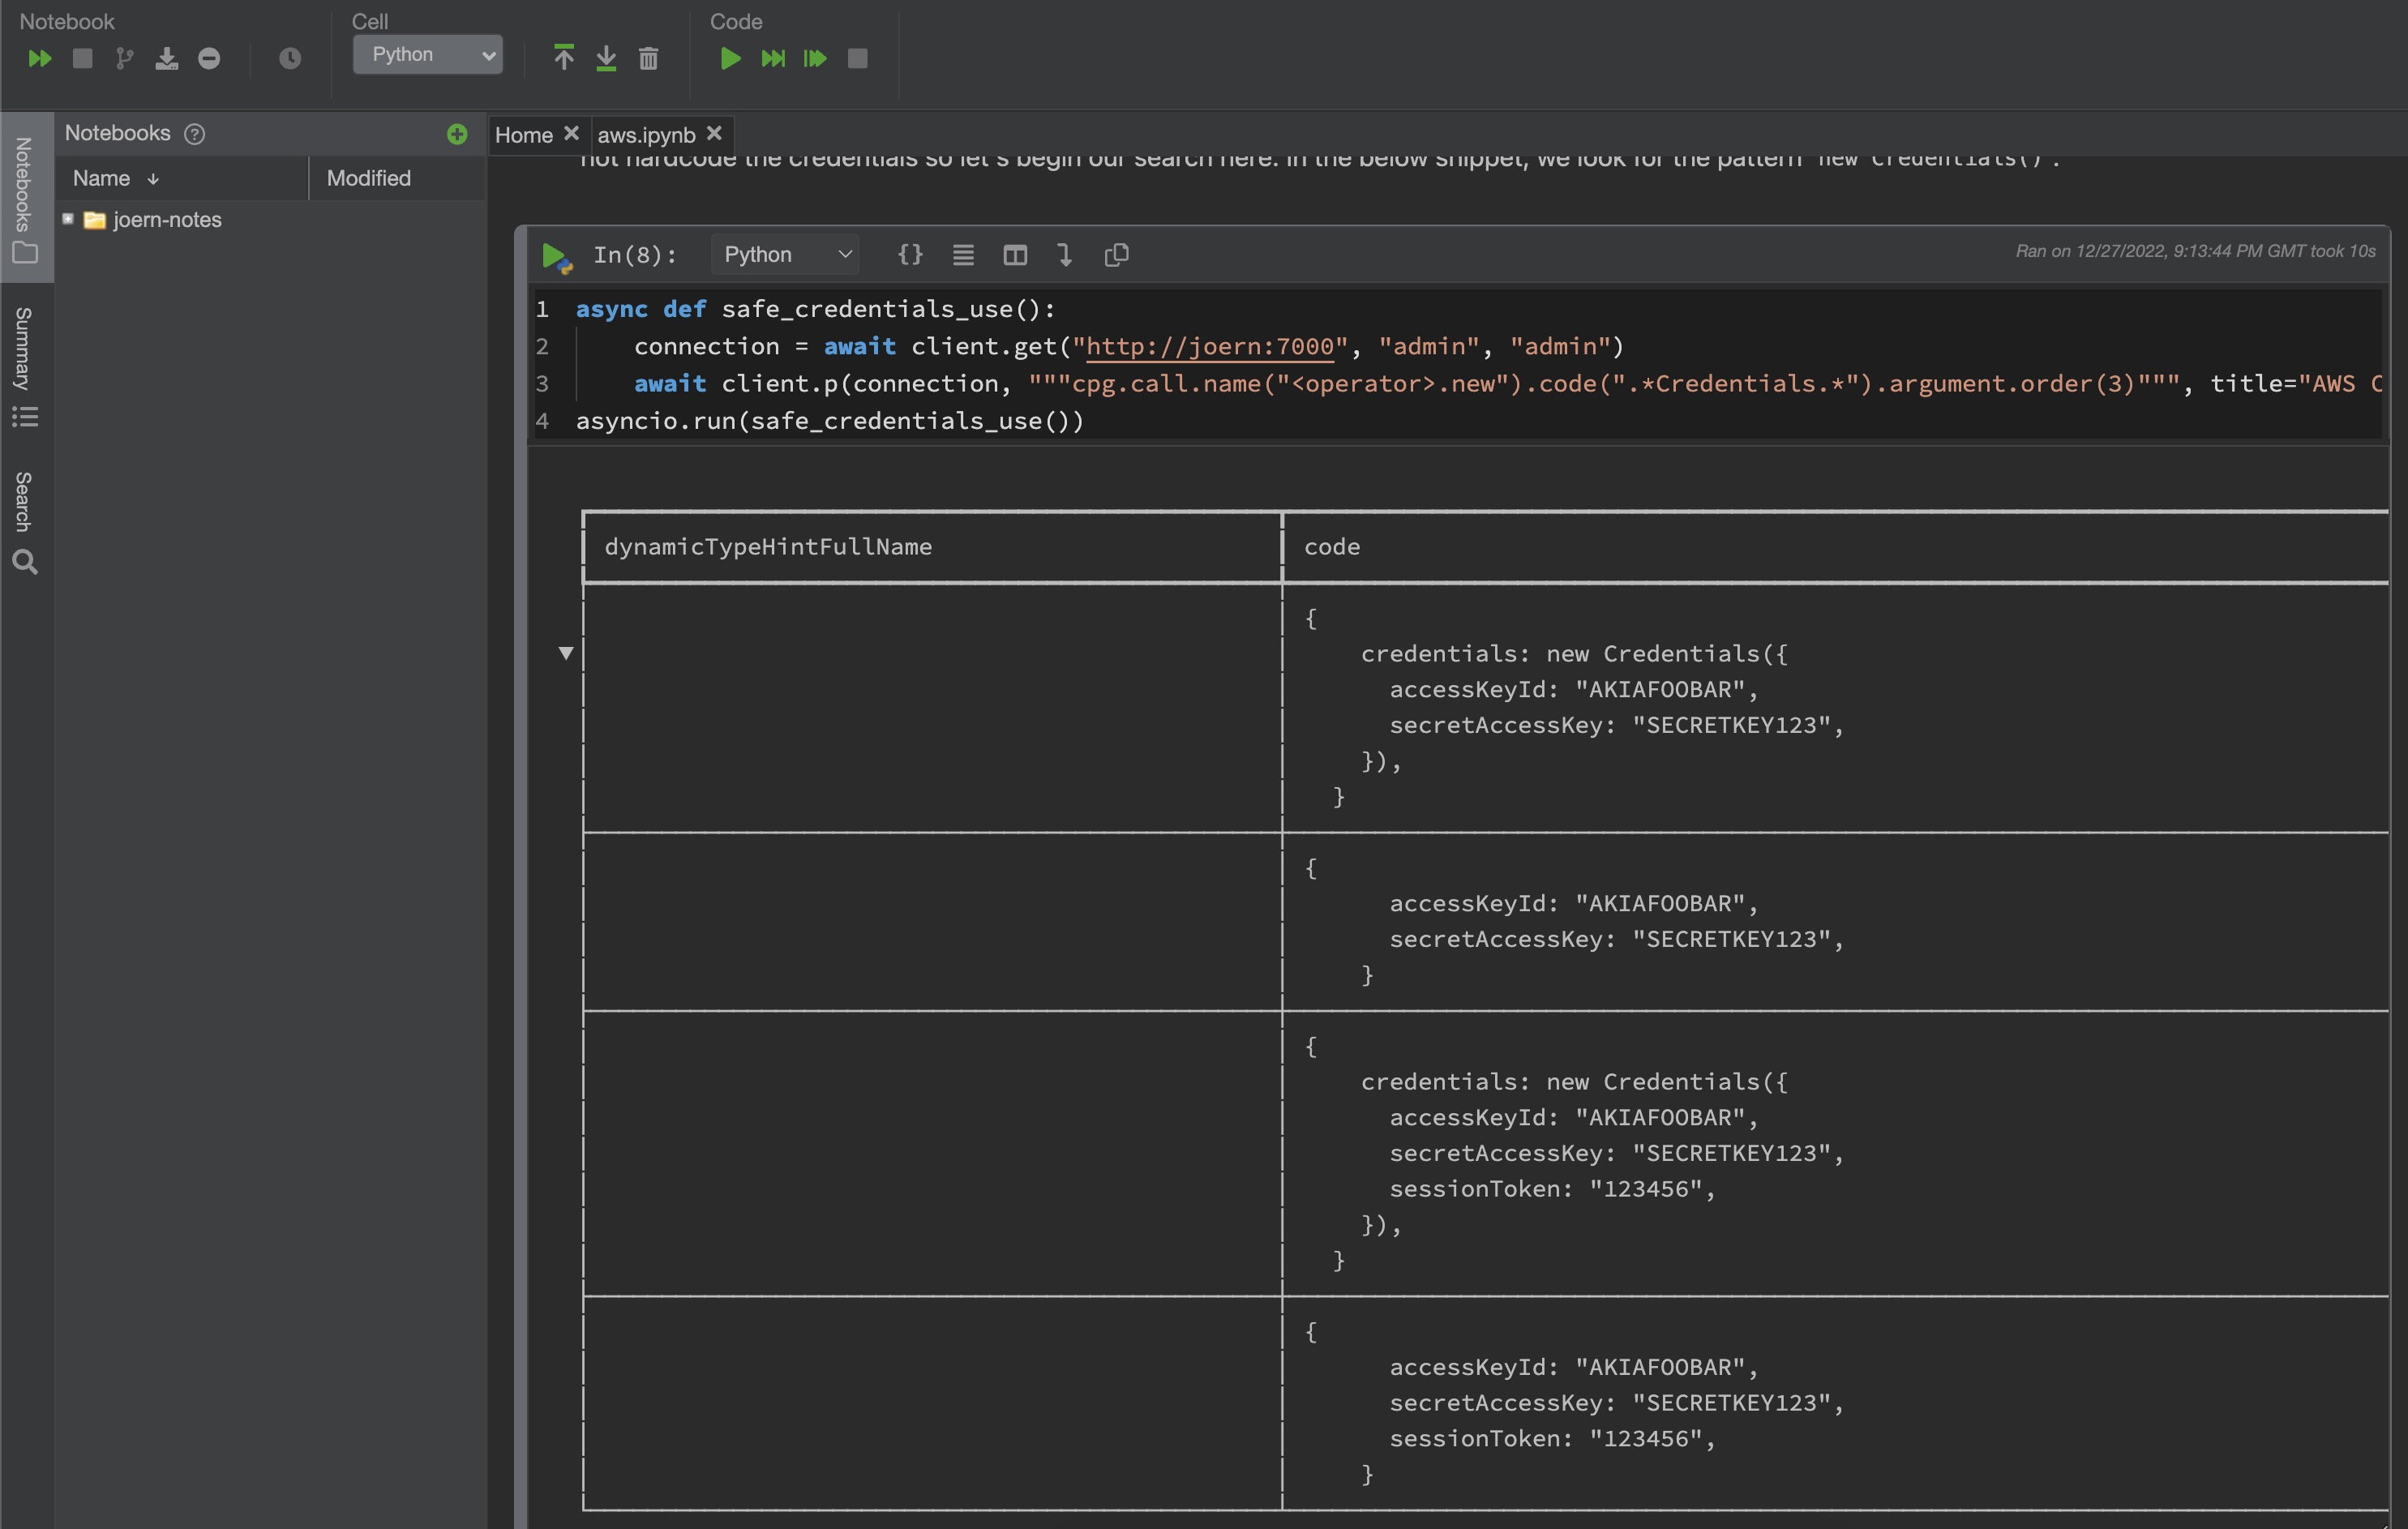 Notebook
Cell
Code
Python
Notebooks
Summary
Search
Notebooks
Name
Modified
joern-notes
Home
aws.ipynb
not hardcode the credentials so let's begin our search here. In the below snippet, we look for the pattern new Credentials() .
In(8):
Python
Ran on 12/27/2022, 9:13:44 PM GMT took 10s
1 async def safe_credentials_use():
2 connection = await client.get("http://joern:7000", "admin", "admin")
3 await client.p(connection, """cpg.call.name("<operator>.new").code(".*Credentials.*").argument.order(3)""", title="AWS C
4 asyncio.run(safe_credentials_use())
dynamicTypeHintFullName code
{
credentials: new Credentials({
accessKeyId: "AKIAFOOBAR",
secretAccessKey: "SECRETKEY123",
}),
}
{
accessKeyId: "AKIAFOOBAR",
secretAccessKey: "SECRETKEY123",
}
{
credentials: new Credentials({
accessKeyId: "AKIAFOOBAR",
secretAccessKey: "SECRETKEY123",
sessionToken: "123456",
}),
}
{
accessKeyId: "AKIAFOOBAR",
secretAccessKey: "SECRETKEY123",
sessionToken: "123456",
}